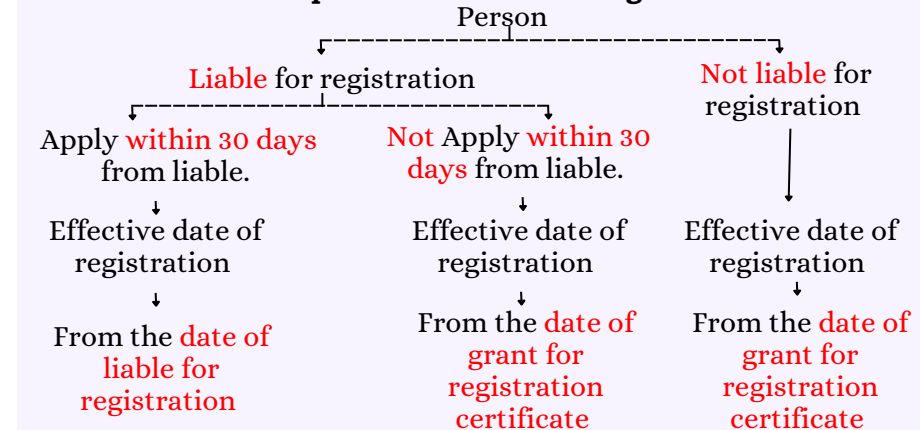 Person
Liable for registration
Not liable for
registration
Apply within 30 days
from liable.
Not Apply within 30
days from liable.
Effective date of
registration
Effective date of
registration
Effective date of
registration
From the date of
liable for
registration
From the date of
grant for
registration
certificate
From the date of
grant for
registration
certificate